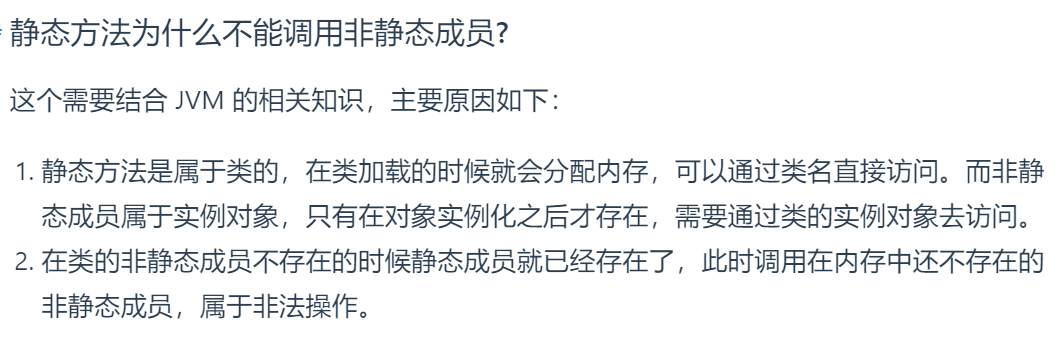 静态方法为什么不能调用非静态成员?
这个需要结合 JVM 的相关知识，主要原因如下：
1. 静态方法是属于类的，在类加载的时候就会分配内存，可以通过类名直接访问。而非静
态成员属于实例对象，只有在对象实例化之后才存在，需要通过类的实例对象去访问。
2. 在类的非静态成员不存在的时候静态成员就已经存在了，此时调用在内存中还不存在的
非静态成员，属于非法操作。